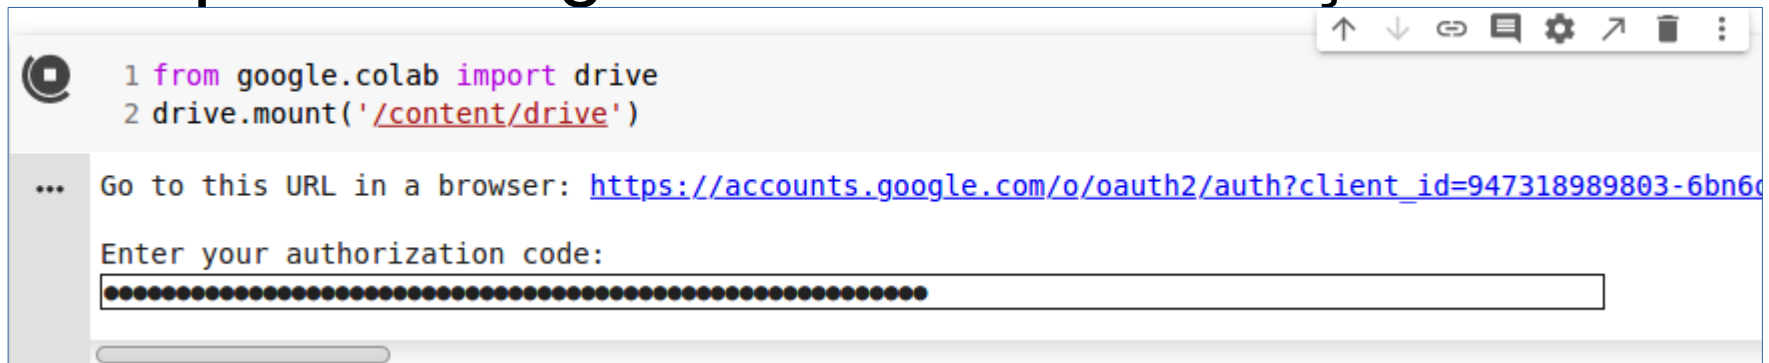 1 from google.colab import drive
2 drive.mount('/content/drive')
Go to this URL in a browser: https://accounts.google.com/o/oauth2/auth?client_id=947318989803-6bn6
Enter your authorization code:
••••••••••••••••••••••••••••••••••••••••••••••••••••••••